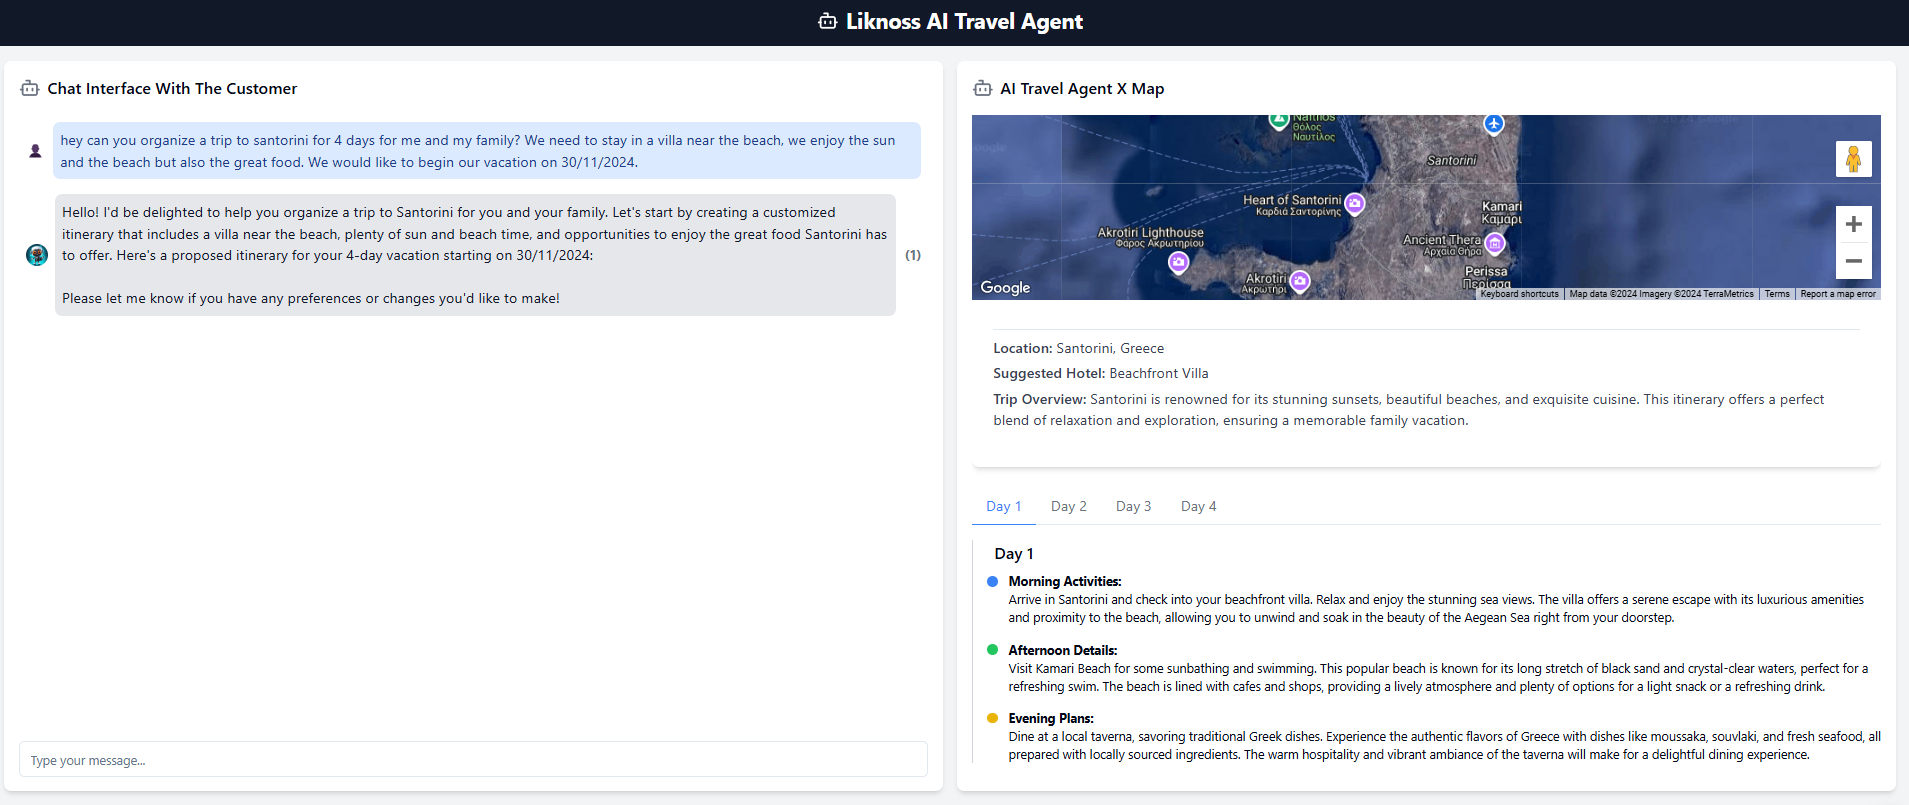 Liknoss AI Travel Agent
Chat Interface With The Customer
hey can you organize a trip to santorini for 4 days for me and my family? We need to stay in a villa near the beach, we enjoy the sun
and the beach but also the great food. We would like to begin our vacation on 30/11/2024.
Hello! I'd be delighted to help you organize a trip to Santorini for you and your family. Let's start by creating a customized
itinerary that includes a villa near the beach, plenty of sun and beach time, and opportunities to enjoy the great food Santorini has
to offer. Here's a proposed itinerary for your 4-day vacation starting on 30/11/2024:
(1)
Please let me know if you have any preferences or changes you'd like to make!
Type your message...
AI Travel Agent X Map
Nautilos
Θόλος
Ναυτίλος
Santorini
Heart of Santorini
Καρδιά Σαντορίνης
Kamari
Καμάρι
Akrotiri Lighthouse
Φάρος Ακρωτηρίου
Ancient Thera
Αρχαία Θήρα
Akrotiri
Ακρωτήρι
Perissa
Περίσσα
Google
Keyboard shortcuts
Map data ©2024 Imagery ©2024 TerraMetrics
Terms
Report a map error
Location: Santorini, Greece
Suggested Hotel: Beachfront Villa
Trip Overview: Santorini is renowned for its stunning sunsets, beautiful beaches, and exquisite cuisine. This itinerary offers a perfect
blend of relaxation and exploration, ensuring a memorable family vacation.
Day 1
Day 2
Day 3
Day 4
Day 1
Morning Activities:
Arrive in Santorini and check into your beachfront villa. Relax and enjoy the stunning sea views. The villa offers a serene escape with its luxurious amenities
and proximity to the beach, allowing you to unwind and soak in the beauty of the Aegean Sea right from your doorstep.
Afternoon Details:
Visit Kamari Beach for some sunbathing and swimming. This popular beach is known for its long stretch of black sand and crystal-clear waters, perfect for a
refreshing swim. The beach is lined with cafes and shops, providing a lively atmosphere and plenty of options for a light snack or a refreshing drink.
Evening Plans:
Dine at a local taverna, savoring traditional Greek dishes. Experience the authentic flavors of Greece with dishes like moussaka, souvlaki, and fresh seafood, all
prepared with locally sourced ingredients. The warm hospitality and vibrant ambiance of the taverna will make for a delightful dining experience.